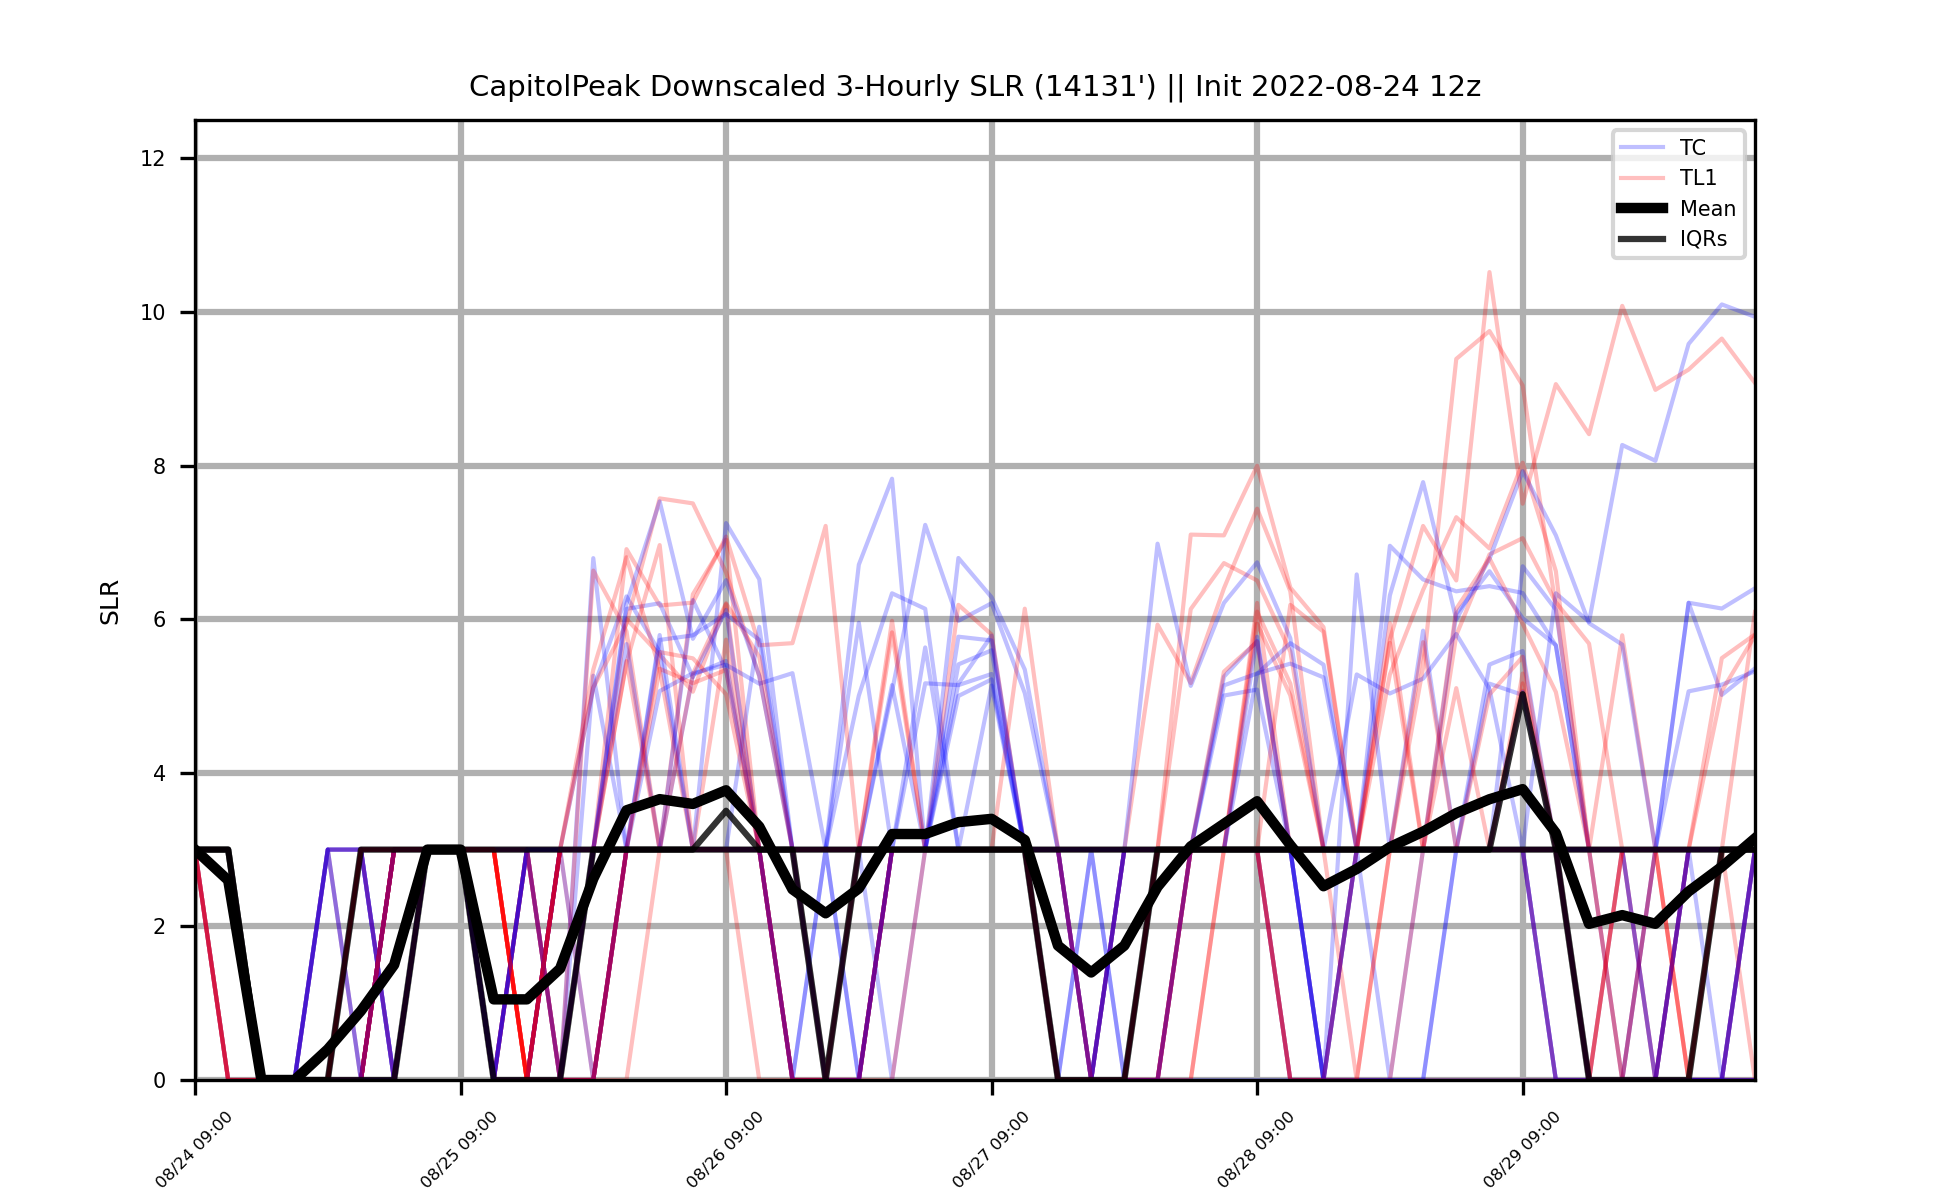 CapitolPeak Downscaled 3-Hourly SLR (14131') || Init 2022-08-24 12z
TC
TL1
Mean
IQRs
SLR
12
10
8
6
4
2
0
08/24 09:00
08/25 09:00
08/26 09:00
08/27 09:00
08/28 09:00
08/29 09:00